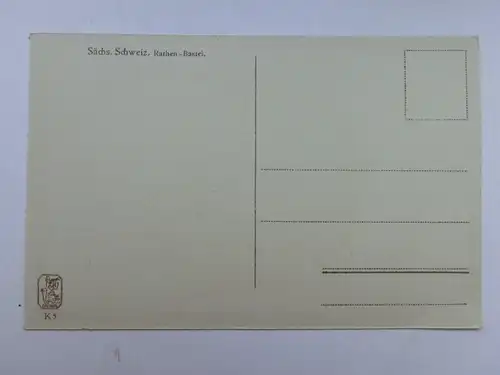 Sächs. Schweiz. Rathen-Bastei.
K 5